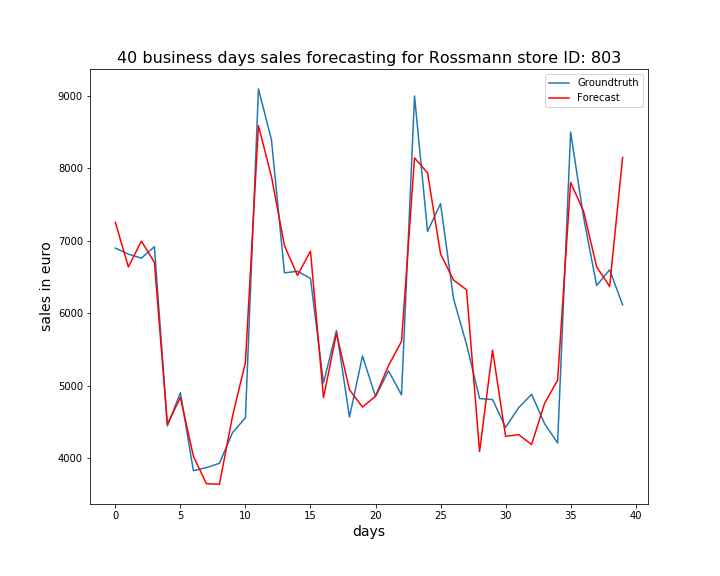 40 business days sales forecasting for Rossmann store ID: 803
Groundtruth
Forecast
9000
8000
7000
6000
5000
4000
sales in euro
0 5 10 15 20 25 30 35 40
days